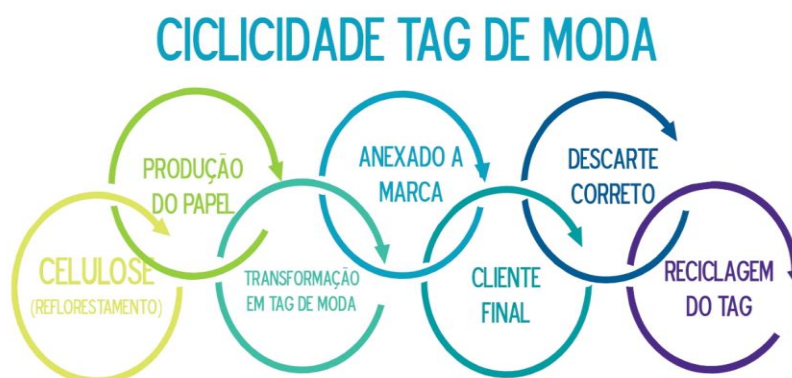 CICLICIDADE TAG DE MODA
CELULOSE
(REFLORESTAMENTO)
PRODUÇÃO
DO PAPEL
TRANSFORMAÇÃO
EM TAG DE MODA
ANEXADO A
MARCA
CLIENTE
FINAL
DESCARTE
CORRETO
RECICLAGEM
DO TAG